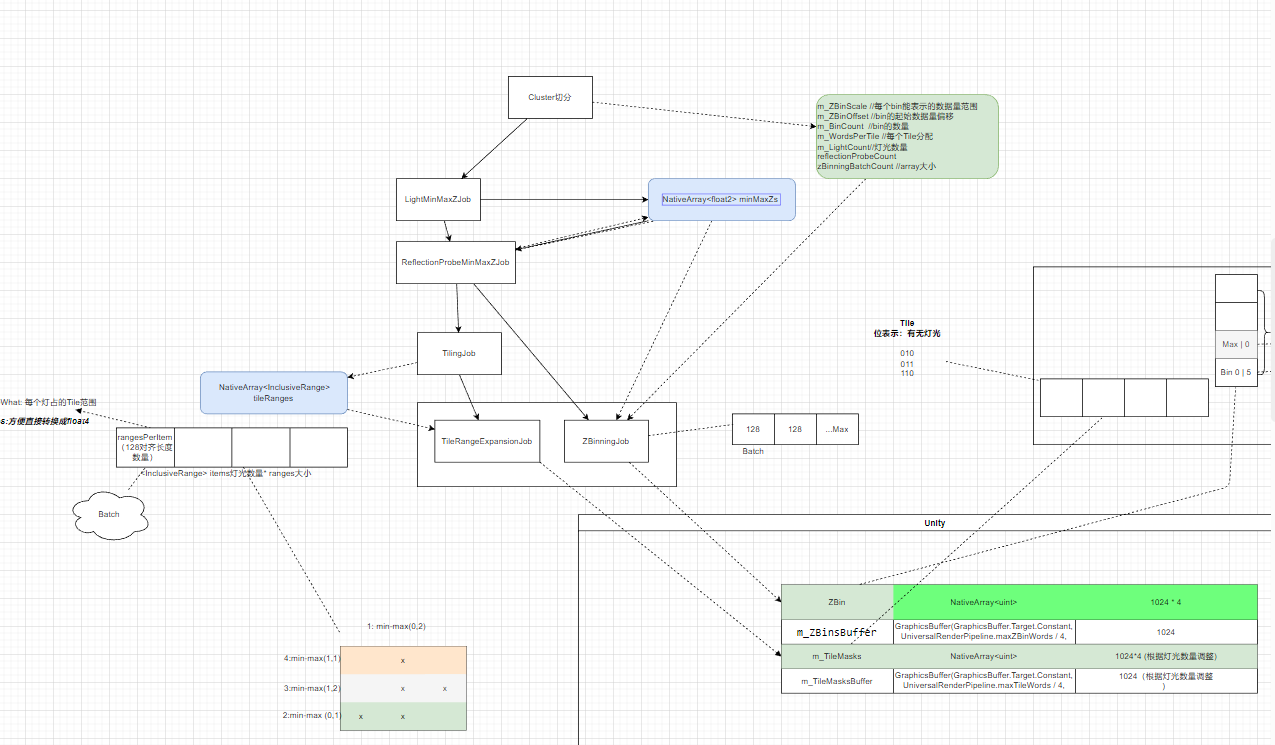 Cluster切分
m_ZBinScale //每个bin能表示的数据量范围
m_ZBinOffset //bin的起始数据量偏移
m_BinCount //bin的数量
m_WordsPerTile //每个Tile分配
m_LightCount//灯光数量
reflectionProbeCount
zBinningBatchCount //array大小
LightMinMaxZJob
NativeArray<float2> minMaxZs
ReflectionProbeMinMaxZJob
Tile
位表示：有无灯光
010
011
110
Max | 0
Bin 0 | 5
TilingJob
NativeArray<InclusiveRange>
tileRanges
What: 每个灯占的Tile范围
s:方便直接转换成float4
rangesPerItem
（128对齐长度
数量）
<InclusiveRange> items灯光数量* ranges大小
Batch
TileRangeExpansionJob
ZBinningJob
128
128
...Max
Batch
Unity
ZBin
NativeArray<uint>
1024 * 4
m_ZBinsBuffer
GraphicsBuffer(GraphicsBuffer.Target.Constant,
UniversalRenderPipeline.maxZBinWords / 4,
1024
m_TileMasks
NativeArray<uint>
1024*4 (根据灯光数量调整)
m_TileMasksBuffer
GraphicsBuffer(GraphicsBuffer.Target.Constant,
UniversalRenderPipeline.maxTileWords / 4,
1024（根据灯光数量调整
）
1: min-max(0,2)
4:min-max(1,1)
x
3:min-max(1,2)
x
x
2:min-max (0,1)
x
x